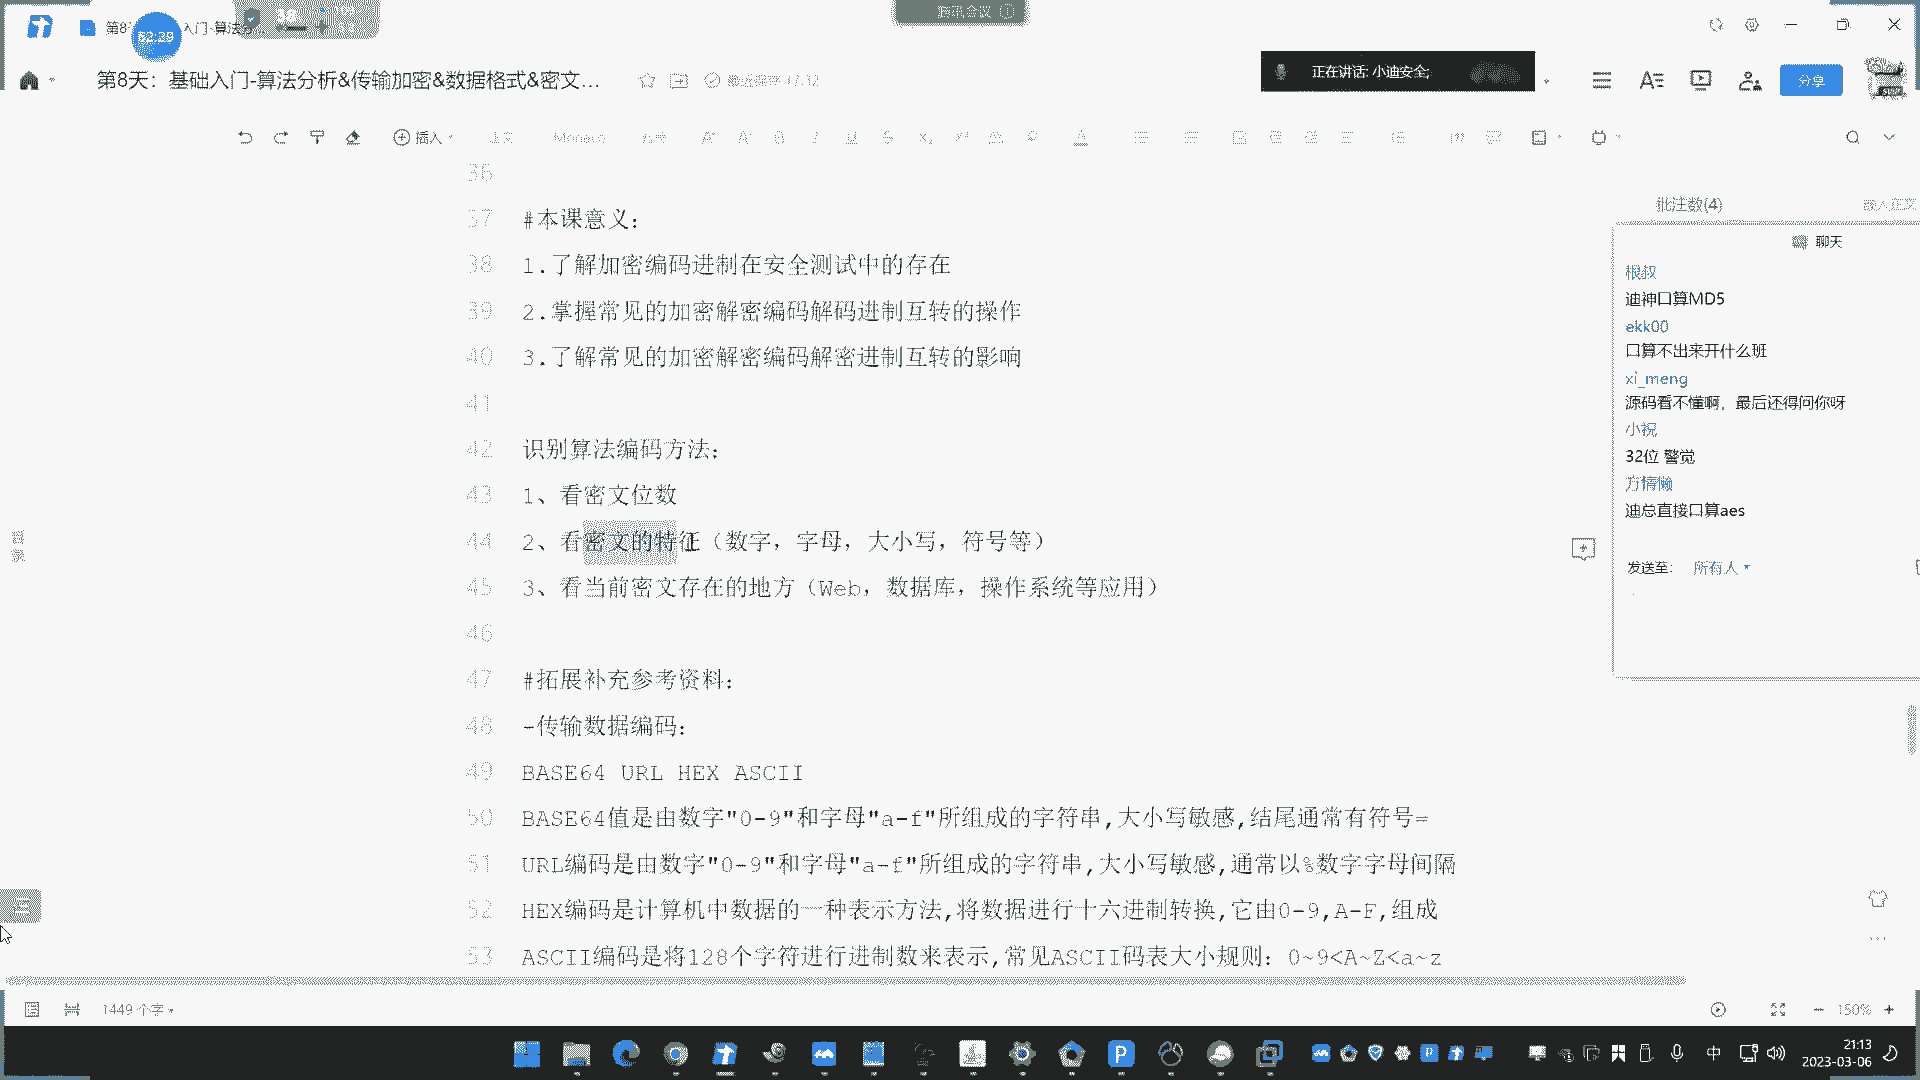 第8天：基础入门-算法分析&传输加密&数据格式&密文…
最近保存 17:32
腾讯会议
正在讲话: 小迪安全;
分享
插入
正文
Monaco
36
37 #本课意义：
38 1.了解加密编码进制在安全测试中的存在
39 2.掌握常见的加密解密编码解码进制互转的操作
40 3.了解常见的加密解密编码解密进制互转的影响
41
42 识别算法编码方法：
43 1、看密文位数
44 2、看密文的特征（数字，字母，大小写，符号等）
45 3、看当前密文存在的地方（Web，数据库，操作系统等应用）
46
47 #拓展补充参考资料：
48 -传输数据编码：
49 BASE64 URL HEX ASCII
50 BASE64值是由数字"0-9"和字母"a-f"所组成的字符串,大小写敏感,结尾通常有符号=
51 URL编码是由数字"0-9"和字母"a-f"所组成的字符串,大小写敏感,通常以%数字字母间隔
52 HEX编码是计算机中数据的一种表示方法,将数据进行十六进制转换,它由0-9,A-F,组成
53 ASCII编码是将128个字符进行进制数来表示,常见ASCII码表大小规则：0~9<A~Z<a~z
批注数(4)
嵌入正文
聊天
根叔
迪神口算MD5
ekk00
口算不出来开什么班
xi_meng
源码看不懂啊，最后还得问你呀
小祝
32位 警觉
方情懒
迪总直接口算aes
发送至： 所有人
1449 个字
150%
中
21:13
2023-03-06